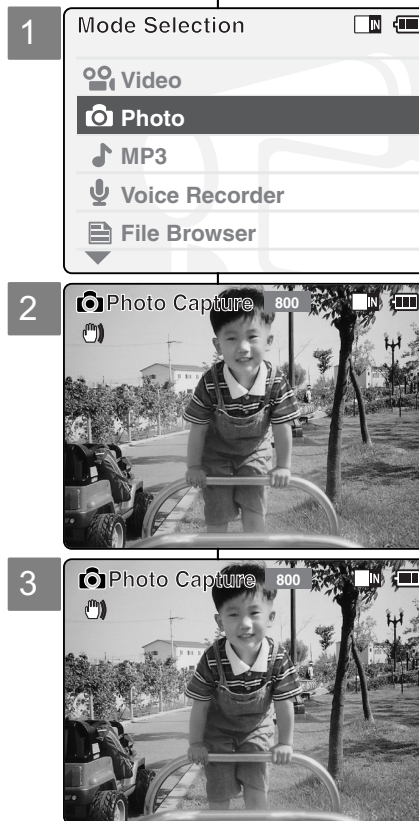 1
Mode Selection IN
Video
Photo
MP3
Voice Recorder
File Browser
2
Photo Capture 800 IN
3
Photo Capture 800 IN